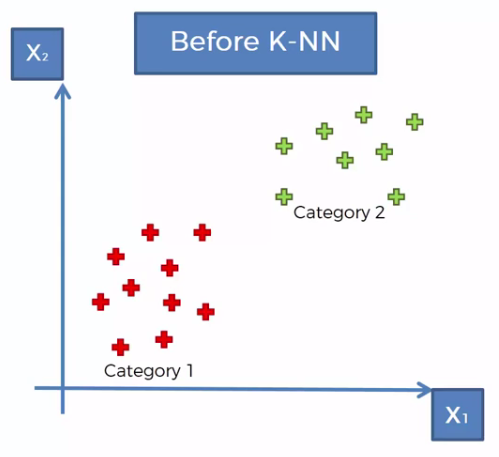 Before K-NN
X2
Category 2
Category 1
X1